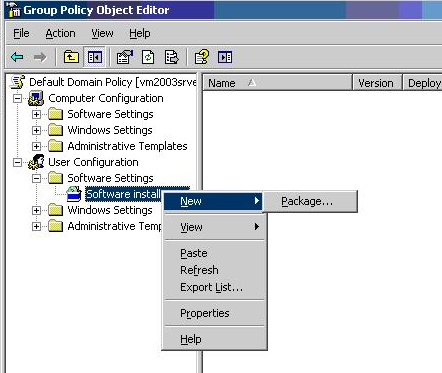 Group Policy Object Editor
File Action View Help
Default Domain Policy [vm2003srve
Computer Configuration
Software Settings
Windows Settings
Administrative Templates
User Configuration
Software Settings
Software install
Windows Settings
Administrative Temp
Name Version Deploy
New
Package...
View
Paste
Refresh
Export List...
Properties
Help